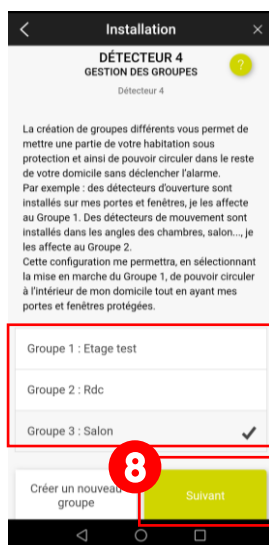 Installation
DÉTECTEUR 4
GESTION DES GROUPES
?
Détecteur 4
La création de groupes différents vous permet de
mettre une partie de votre habitation sous
protection et ainsi de pouvoir circuler dans le reste
de votre domicile sans déclencher l'alarme.
Par exemple : des détecteurs d'ouverture sont
installés sur mes portes et fenêtres, je les affecte
au Groupe 1. Des détecteurs de mouvement sont
installés dans les angles des chambres, salon..., je
les affecte au Groupe 2.
Cette configuration me permettra, en sélectionnant
la mise en marche du Groupe 1, de pouvoir circuler
à l'intérieur de mon domicile tout en ayant mes
portes et fenêtres protégées.
Groupe 1 : Etage test
Groupe 2 : Rdc
Groupe 3 : Salon
8
Créer un nouveau
groupe
Suivant